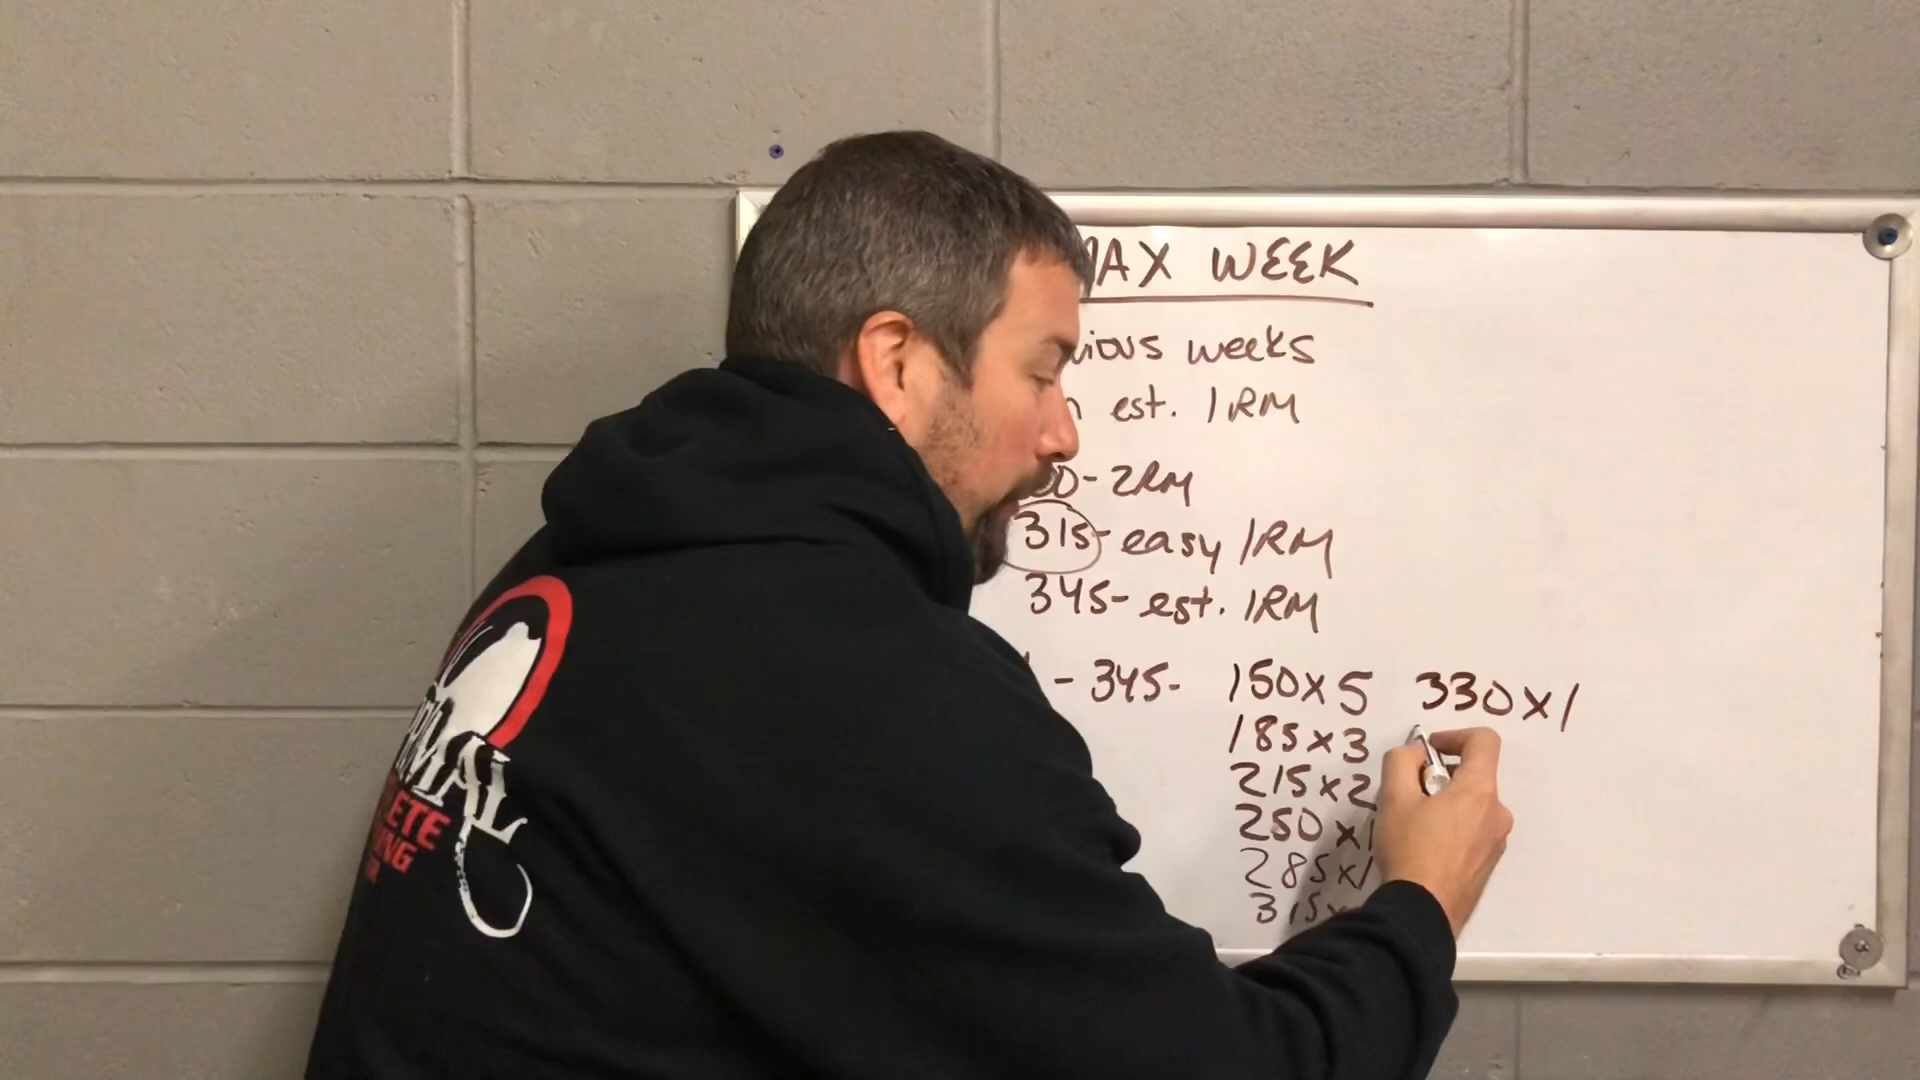 MAX WEEK
weeks
est. 1RM
2RM
315- easy 1RM
345- est. 1RM
- 345- 150x5 330x1
185x3
215x2
250x1
285x1
315x